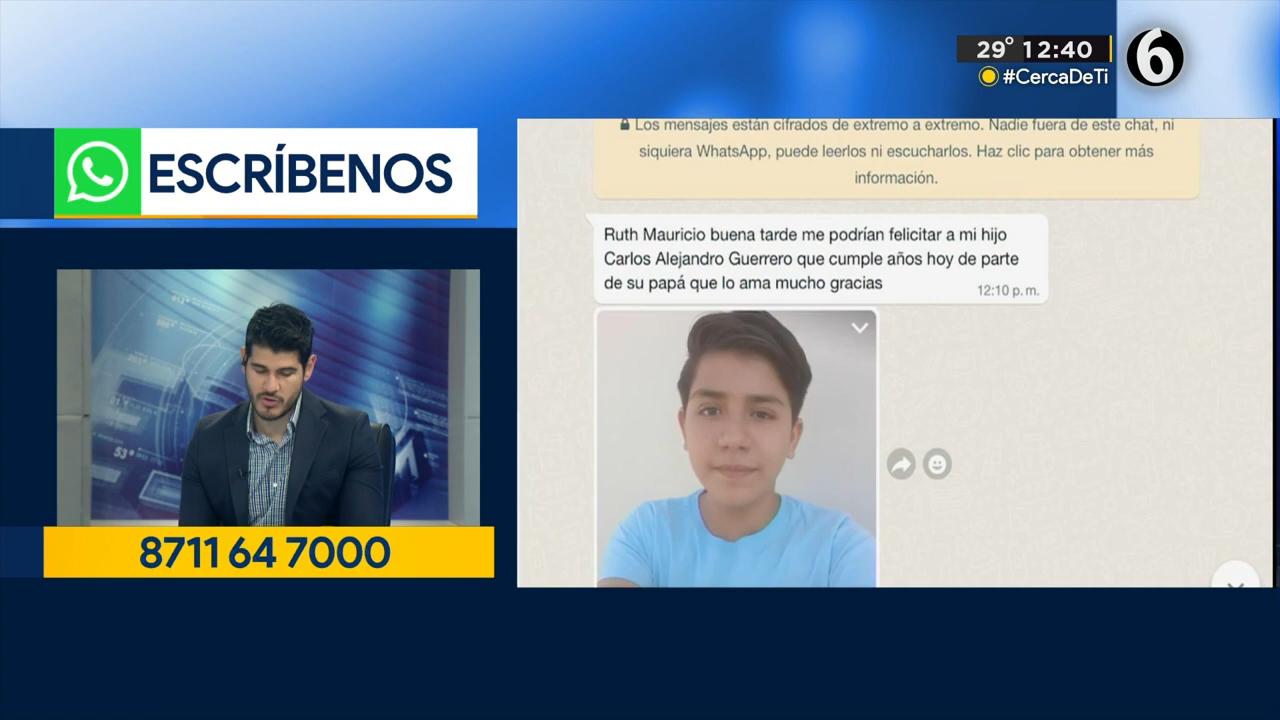 29° 12:40
#CercaDeTi
6
ESCRÍBENOS
Los mensajes están cifrados de extremo a extremo. Nadie fuera de este chat, ni
siquiera WhatsApp, puede leerlos ni escucharlos. Haz clic para obtener más
información.
Ruth Mauricio buena tarde me podrían felicitar a mi hijo
Carlos Alejandro Guerrero que cumple años hoy de parte
de su papá que lo ama mucho gracias
12:10 p. m.
53°
8711 64 7000